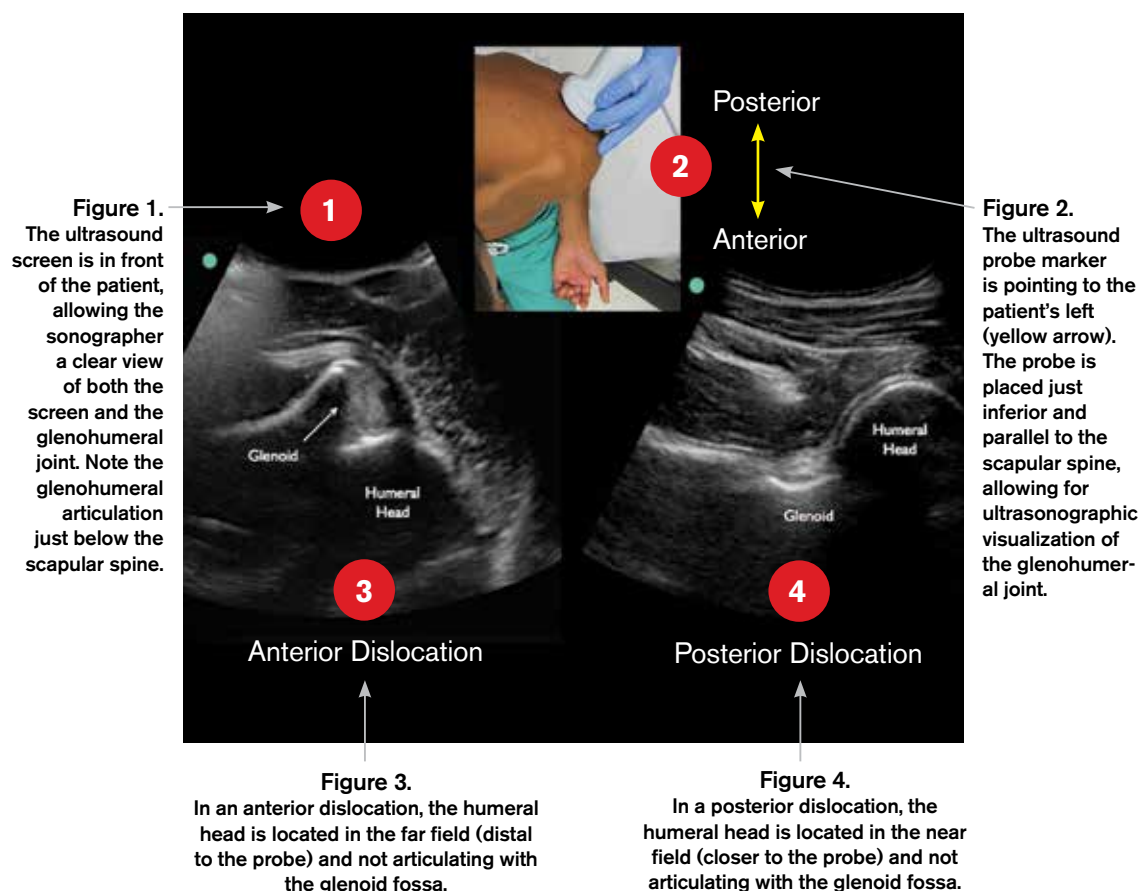 Posterior
2
Anterior
1
Figure 1.
The ultrasound
screen is in front
of the patient,
allowing the
sonographer
a clear view
of both the
screen and the
glenohumeral
joint. Note the
glenohumeral
articulation
just below the
scapular spine.
Figure 2.
The ultrasound
probe marker
is pointing to the
patient's left
(yellow arrow).
The probe is
placed just
inferior and
parallel to the
scapular spine,
allowing for
ultrasonographic
visualization of
the glenohumer-
al joint.
Glenoid
Humeral
Head
Humeral
Head
Glenoid
3
Anterior Dislocation
4
Posterior Dislocation
Figure 3.
In an anterior dislocation, the humeral
head is located in the far field (distal
to the probe) and not articulating with
the glenoid fossa.
Figure 4.
In a posterior dislocation, the
humeral head is located in the near
field (closer to the probe) and not
articulating with the glenoid fossa.